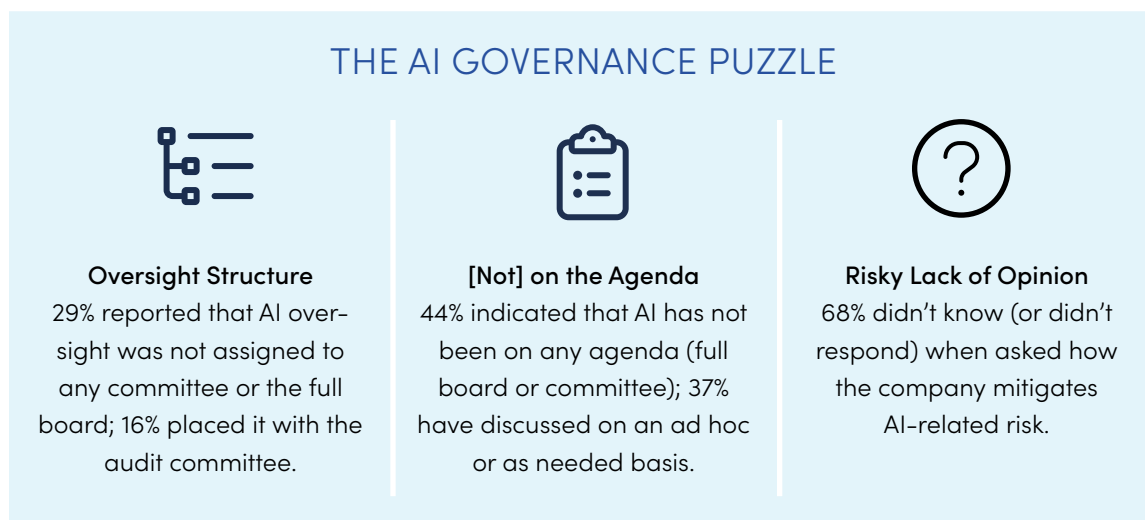 THE AI GOVERNANCE PUZZLE
Oversight Structure
29% reported that AI over-
sight was not assigned to
any committee or the full
board; 16% placed it with the
audit committee.
[Not] on the Agenda
44% indicated that AI has not
been on any agenda (full
board or committee); 37%
have discussed on an ad hoc
or as needed basis.
Risky Lack of Opinion
68% didn’t know (or didn’t
respond) when asked how
the company mitigates
AI-related risk.